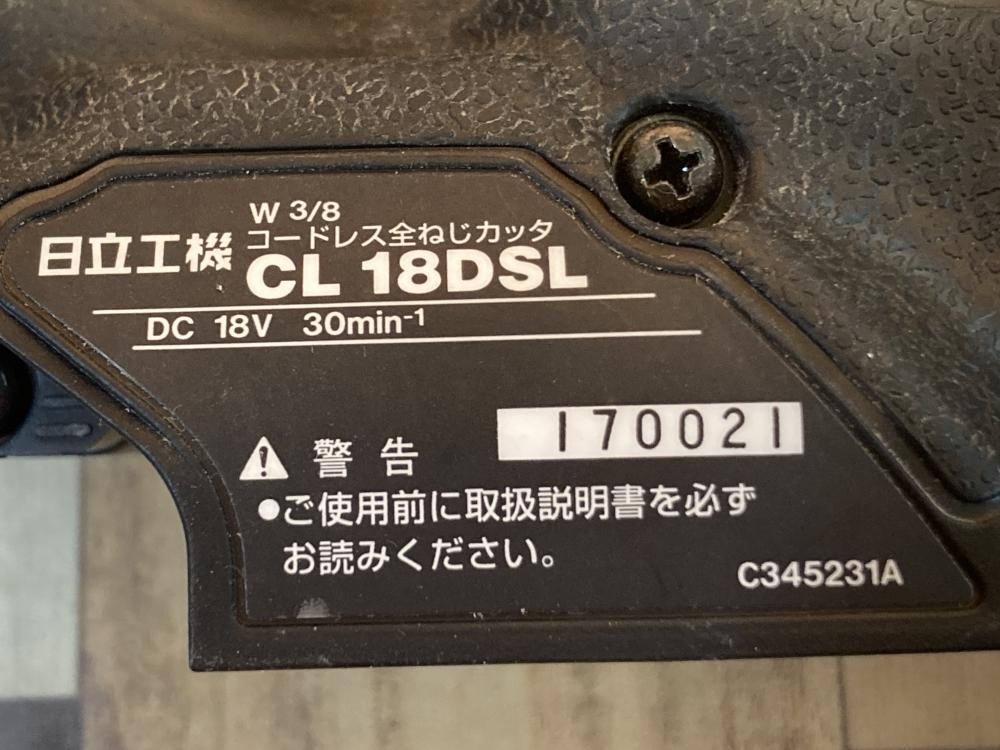 W 3/8
コードレス全ねじカッタ
日立工機 CL 18DSL
DC 18V 30min⁻¹
170021
⚠ 警告
●ご使用前に取扱説明書を必ず
お読みください。
C345231A